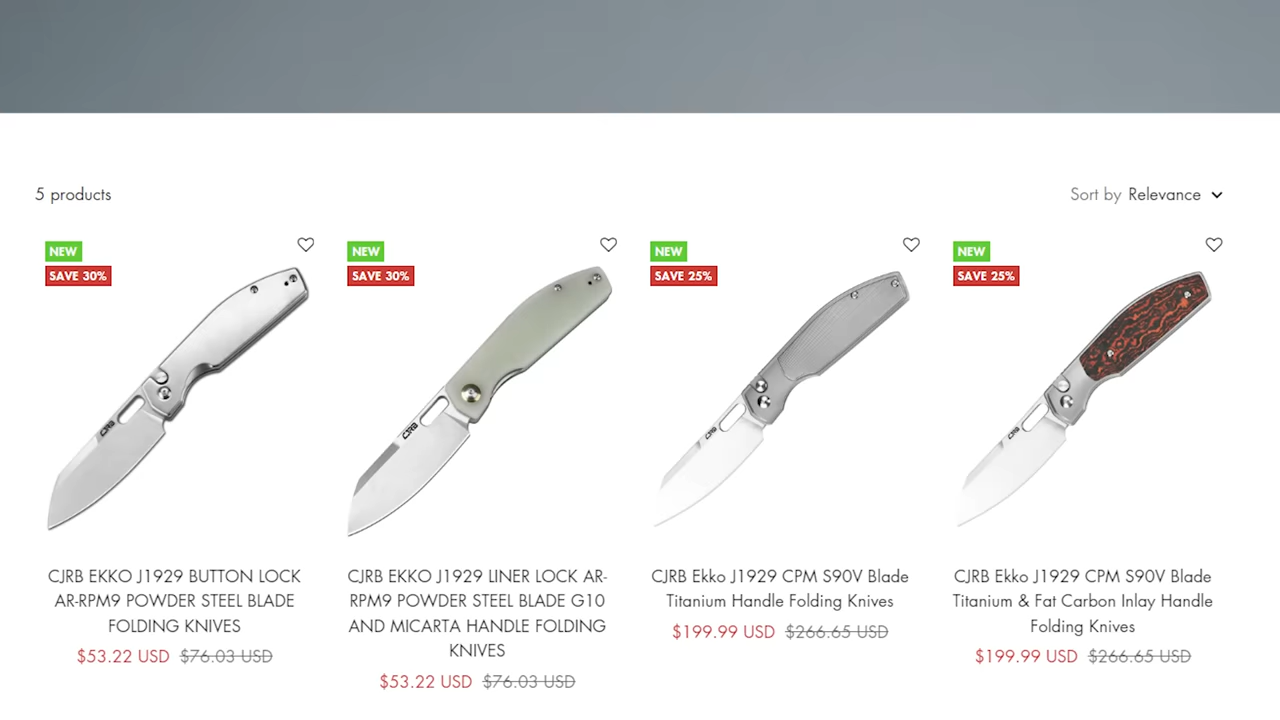 5 products
Sort by Relevance
NEW
SAVE 30%
CJRB
CJRB EKKO J1929 BUTTON LOCK
AR-RPM9 POWDER STEEL BLADE
FOLDING KNIVES
$53.22 USD $76.03 USD
NEW
SAVE 30%
CJRB
CJRB EKKO J1929 LINER LOCK AR-
RPM9 POWDER STEEL BLADE G10
AND MICARTA HANDLE FOLDING
KNIVES
$53.22 USD $76.03 USD
NEW
SAVE 25%
CJRB
CJRB Ekko J1929 CPM S90V Blade
Titanium Handle Folding Knives
$199.99 USD $266.65 USD
NEW
SAVE 25%
CJRB
CJRB Ekko J1929 CPM S90V Blade
Titanium & Fat Carbon Inlay Handle
Folding Knives
$199.99 USD $266.65 USD